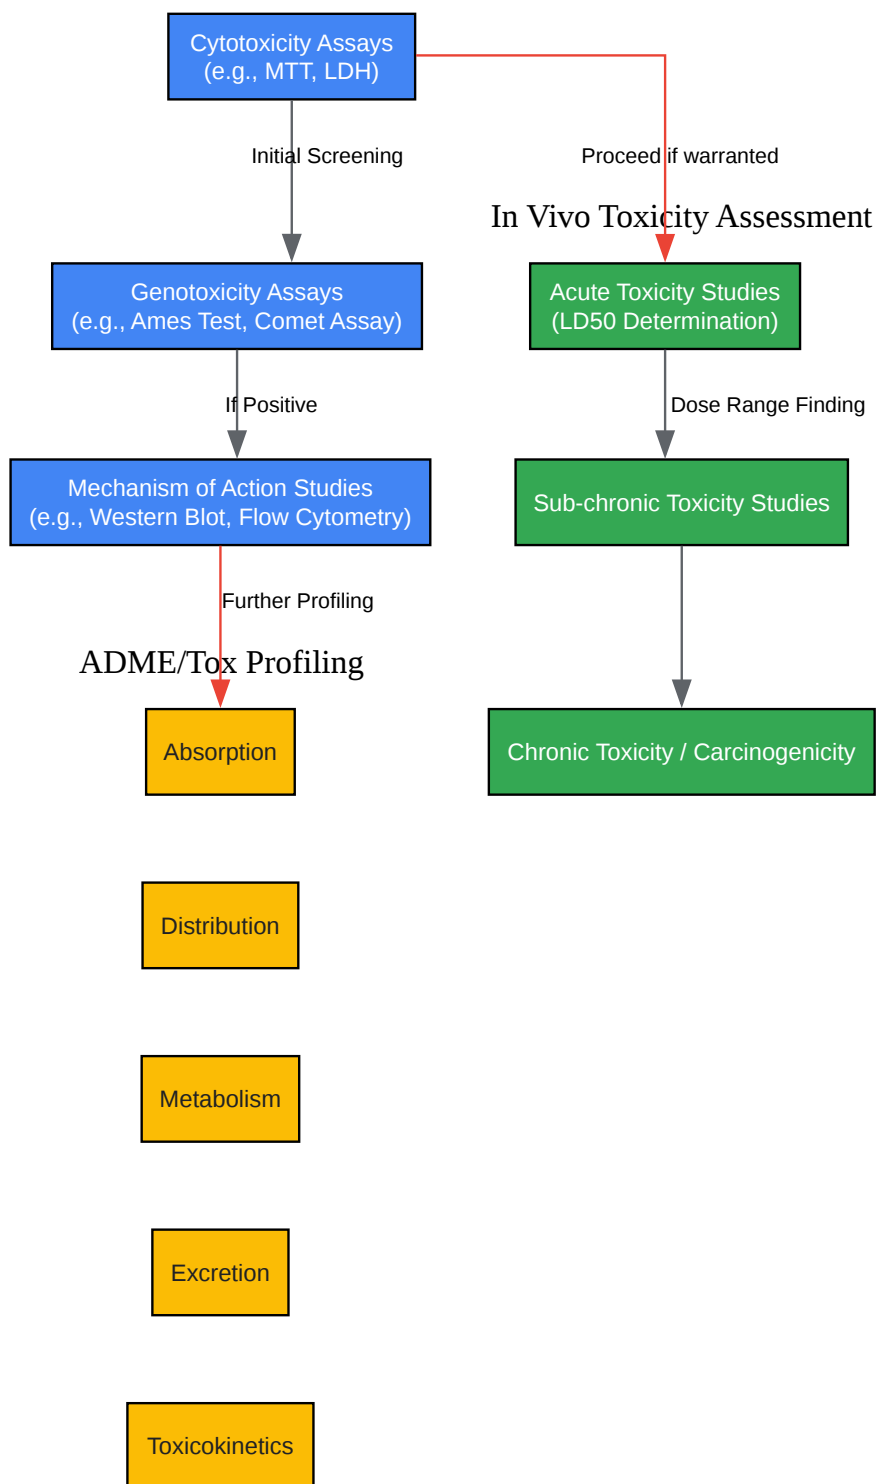 Cytotoxicity Assays
(e.g., MTT, LDH)
Initial Screening
Proceed if warranted
In Vivo Toxicity Assessment
Genotoxicity Assays
(e.g., Ames Test, Comet Assay)
Acute Toxicity Studies
(LD50 Determination)
If Positive
Dose Range Finding
Mechanism of Action Studies
(e.g., Western Blot, Flow Cytometry)
Sub-chronic Toxicity Studies
Further Profiling
ADME/Tox Profiling
Absorption
Chronic Toxicity / Carcinogenicity
Distribution
Metabolism
Excretion
Toxicokinetics